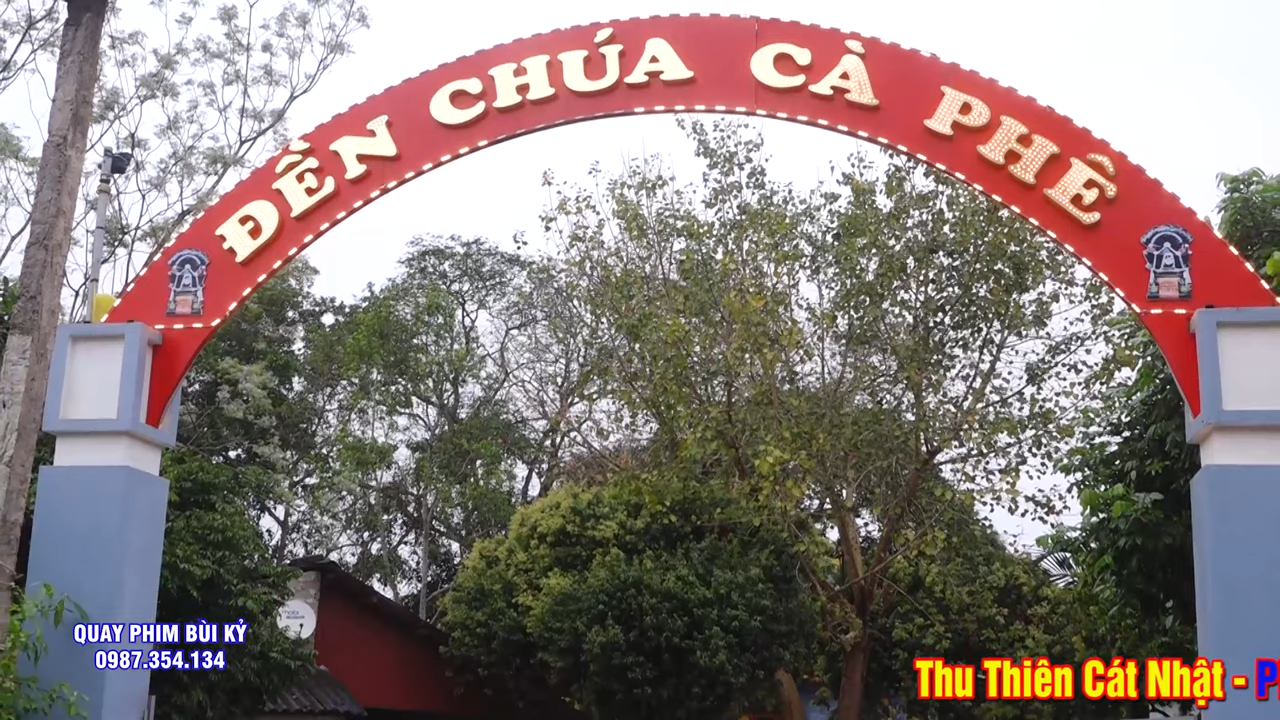 ĐỀN CHÚA CÀ PHÊ
QUAY PHIM BÙI KỶ
0987.354.134
Thu Thiên Cát Nhật -